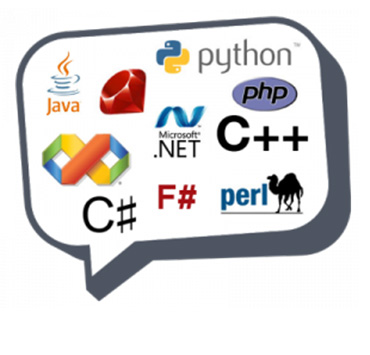 python™
Java
php
Microsoft®
.NET
C++
C#
F#
perl